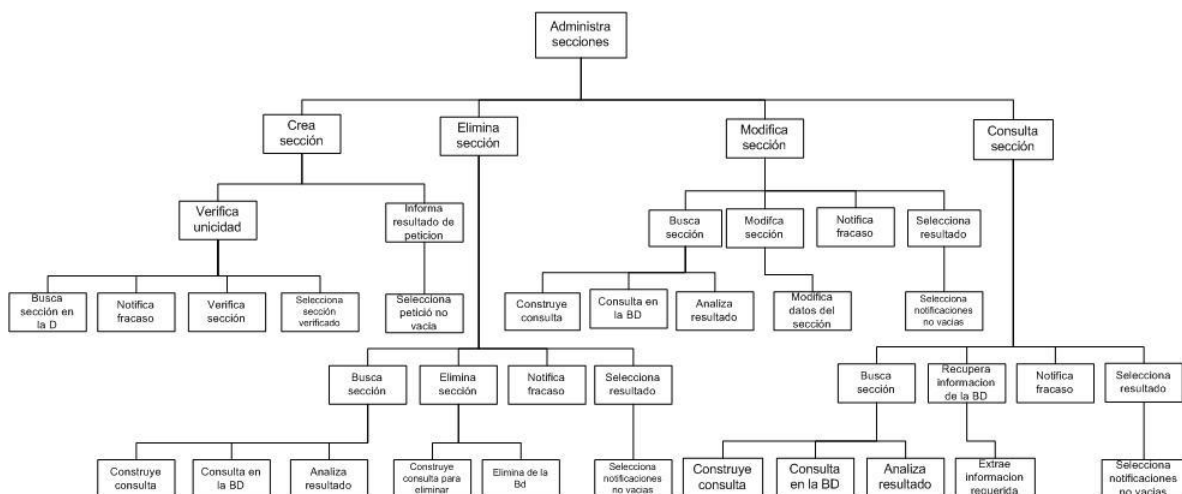 Administra
secciones
Crea
sección
Elimina
sección
Modifica
sección
Consulta
sección
Verifica
unicidad
Informa
resultado de
peticion
Busca
sección
Modifca
sección
Notifica
fracaso
Selecciona
resultado
Busca
sección en
la D
Notifica
fracaso
Verifica
sección
Selecciona
sección
verificado
Selecciona
petició no
vacia
Construye
consulta
Consulta en
la BD
Analiza
resultado
Modifica
datos del
sección
Selecciona
notificaciones
no vacias
Busca
sección
Elimina
sección
Notifica
fracaso
Selecciona
resultado
Busca
sección
Recupera
informacion
de la BD
Notifica
fracaso
Selecciona
resultado
Construye
consulta
Consulta en
la BD
Analiza
resultado
Construye
consulta para
eliminar
Elimina de la
Bd
Selecciona
notificaciones
no vacias
Construye
consulta
Consulta
en la BD
Analiza
resultado
Extrae
informacion
requerida
Selecciona
notificaciones
no vacias